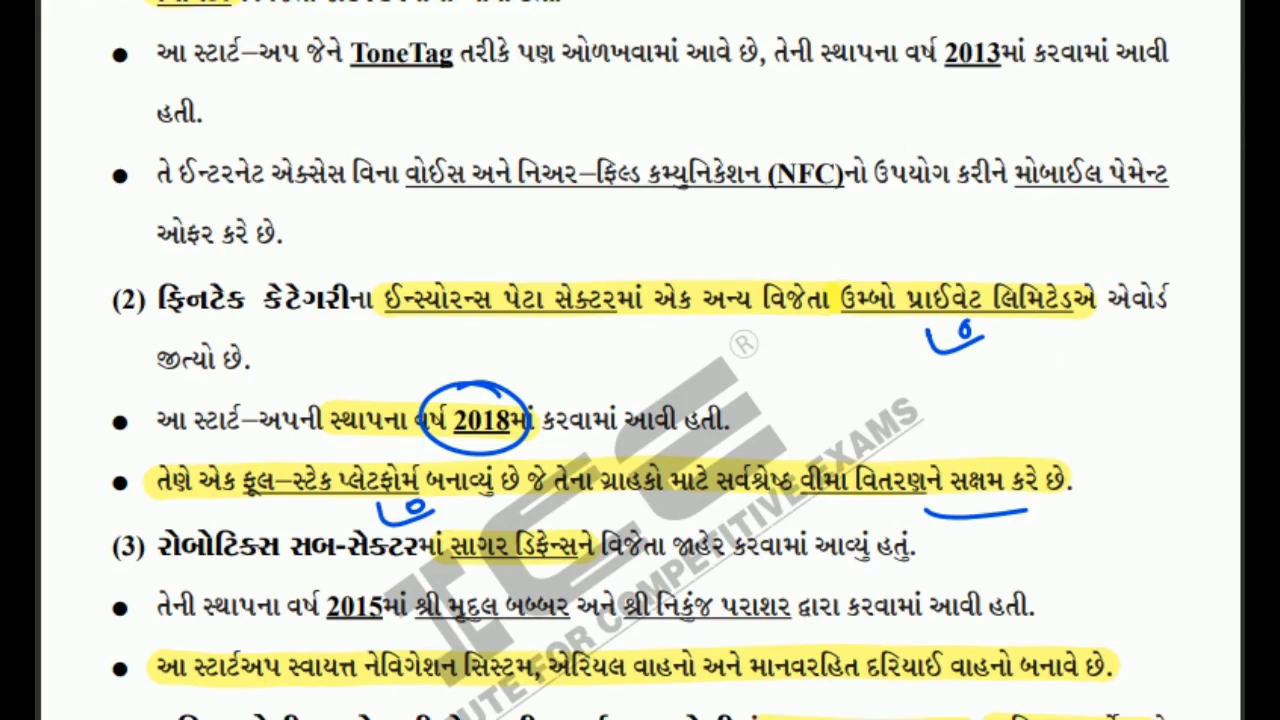 ● આ સ્ટાર્ટ–અપ જેને ToneTag તરીકે પણ ઓળખવામાં આવે છે, તેની સ્થાપના વર્ષ 2013માં કરવામાં આવી
હતી.
● તે ઈન્ટરનેટ એક્સેસ વિના વોઈસ અને નિઅર–ફિલ્ડ કમ્યુનિકેશન (NFC)નો ઉપયોગ કરીને મોબાઈલ પેમેન્ટ
ઓફર કરે છે.
(2) ફિનટેક કેટેગરીના ઈન્સ્યોરન્સ પેટા સેક્ટરમાં એક અન્ય વિજેતા ઉમ્બો પ્રાઈવેટ લિમિટેડએ એવોર્ડ
જીત્યો છે.
● આ સ્ટાર્ટ–અપની સ્થાપના વર્ષ 2018માં કરવામાં આવી હતી.
● તેણે એક ફૂલ–સ્ટેક પ્લેટફોર્મ બનાવ્યું છે જે તેના ગ્રાહકો માટે સર્વશ્રેષ્ઠ વીમા વિતરણને સક્ષમ કરે છે.
(3) રોબોટિક્સ સબ-સેક્ટરમાં સાગર ડિફેન્સને વિજેતા જાહેર કરવામાં આવ્યું હતું.
● તેની સ્થાપના વર્ષ 2015માં શ્રી મૃદુલ બબ્બર અને શ્રી નિકુંજ પરાશર દ્વારા કરવામાં આવી હતી.
● આ સ્ટાર્ટઅપ સ્વાયત્ત નેવિગેશન સિસ્ટમ, એરિયલ વાહનો અને માનવરહિત દરિયાઈ વાહનો બનાવે છે.
ICE ®
FOR COMPETITIVE EXAMS